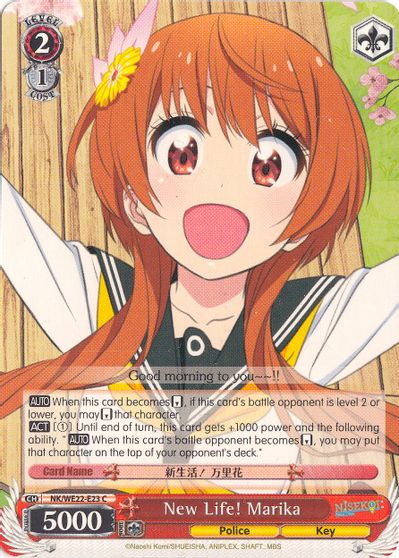 LEVEL
2
1
COST
Good morning to you~~!!
AUTO When this card becomes [▼], if this card's battle opponent is level 2 or
lower, you may [▼] that character.
ACT [①] Until end of turn, this card gets +1000 power and the following
ability. "AUTO When this card's battle opponent becomes [▼], you may put
that character on the top of your opponent's deck."
Card Name
新生活！ 万里花
CH NK/WE22-E23 C
5000
New Life! Marika
NISEKOI:
Police
Key
©Naoshi Komi/SHUEISHA, ANIPLEX, SHAFT, MBS